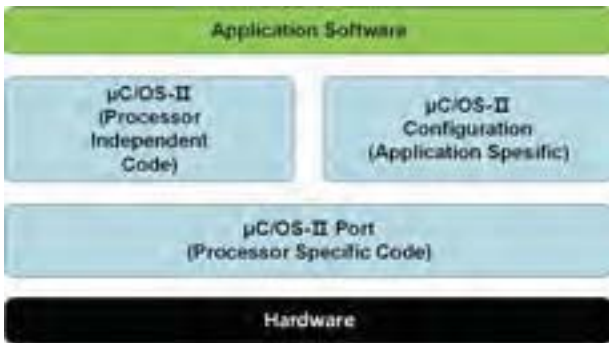 Application Software
µC/OS-II
(Processor
Independent
Code)
µC/OS-II
Configuration
(Application Spesific)
µC/OS-II Port
(Processor Specific Code)
Hardware